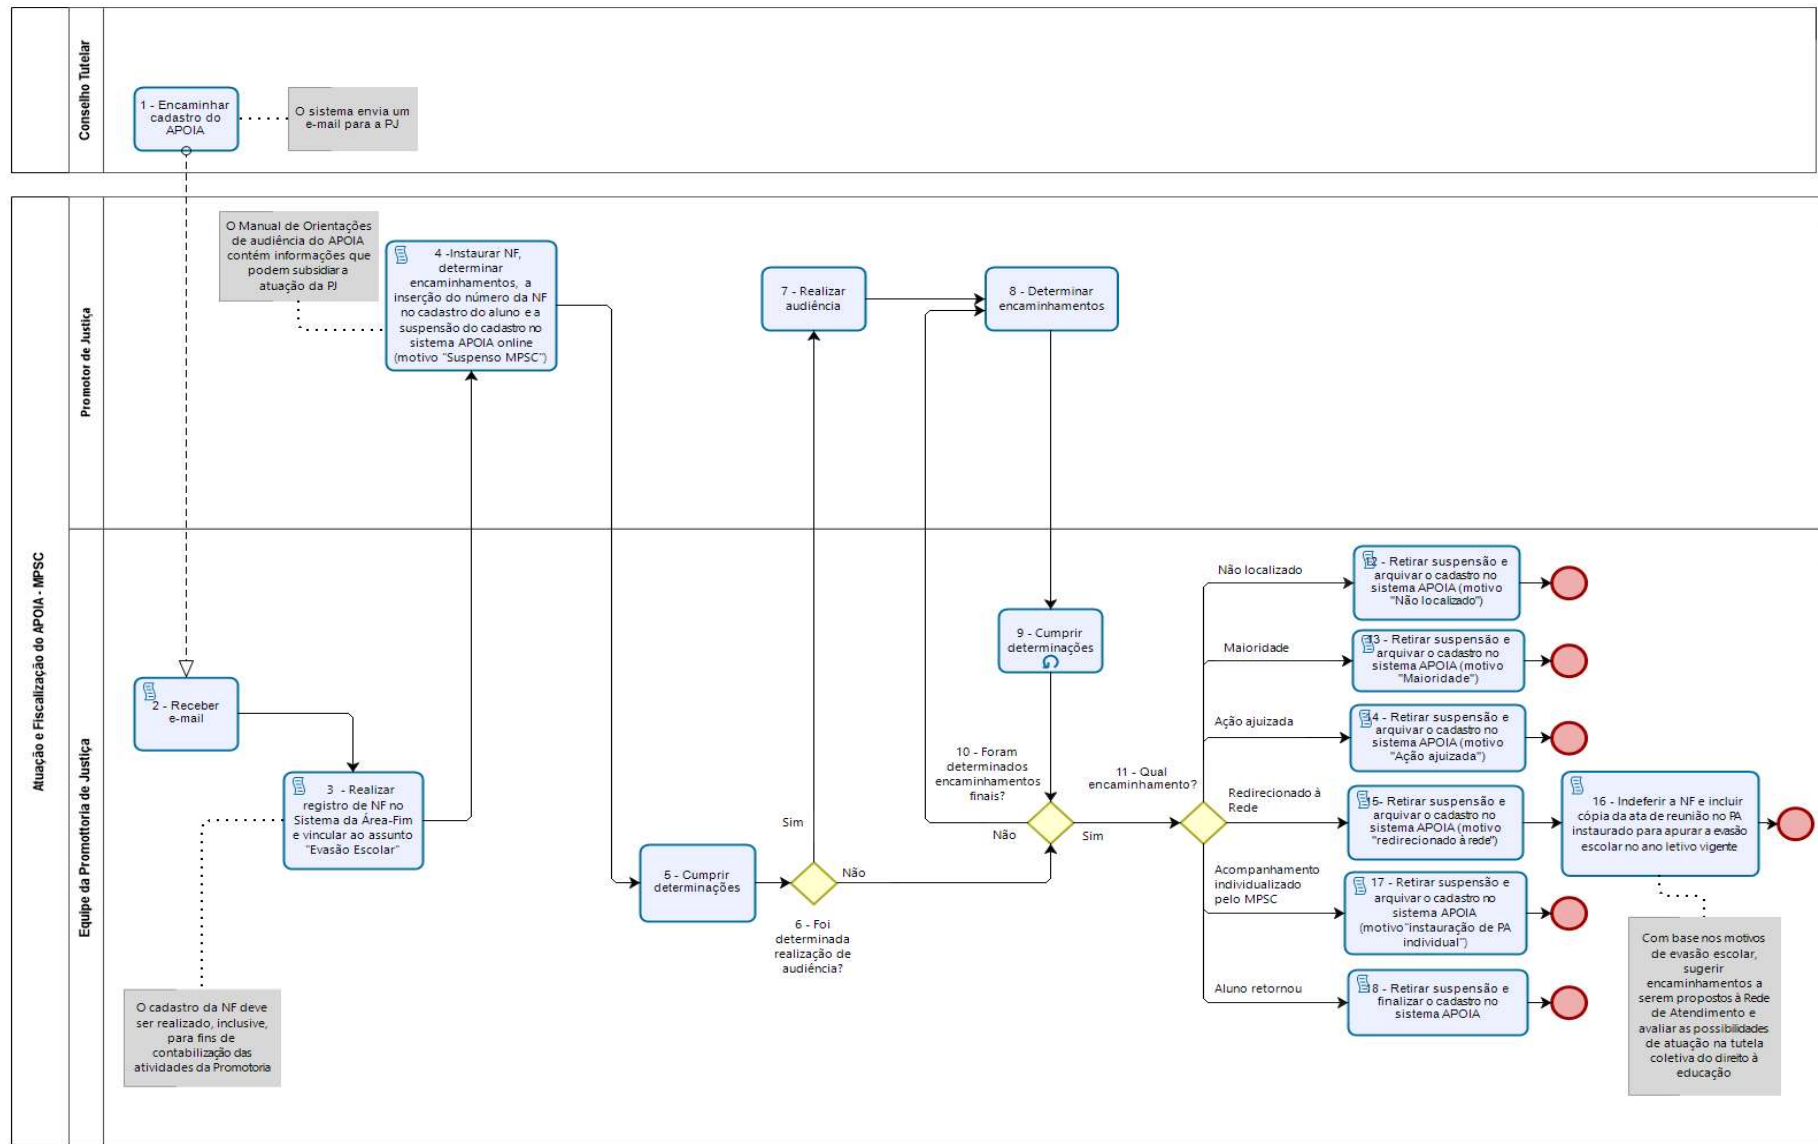 Conselho Tutelar
1 - Encaminhar
cadastro do
APOIA
O sistema envia um
e-mail para a PJ
Atuação e Fiscalização do APOIA - MPSC
Promotor de Justiça
O Manual de Orientações
de audiência do APOIA
contém informações que
podem subsidiar a
atuação da PJ
4 -Instaurar NF,
determinar
encaminhamentos, a
inserção do número da NF
no cadastro do aluno e a
suspensão do cadastro no
sistema APOIA online
(motivo "Suspenso MPSC")
7 - Realizar
audiência
8 - Determinar
encaminhamentos
Equipe da Promottoria de Justiça
2 - Receber
e-mail
3 - Realizar
registro de NF no
Sistema da Área-Fim
e vincular ao assunto
"Evasão Escolar"
O cadastro da NF deve
ser realizado, inclusive,
para fins de
contabilização das
atividades da Promotoria
5 - Cumprir
determinações
Sim
Não
6 - Foi
determinada
realização de
audiência?
9 - Cumprir
determinações
10 - Foram
determinados
encaminhamentos
finais?
Não
Sim
11 - Qual
encaminhamento?
Não localizado
12 - Retirar suspensão e
arquivar o cadastro no
sistema APOIA (motivo
"Não localizado")
Maioridade
13 - Retirar suspensão e
arquivar o cadastro no
sistema APOIA (motivo
"Maioridade")
Ação ajuizada
14 - Retirar suspensão e
arquivar o cadastro no
sistema APOIA (motivo
"Ação ajuizada")
Redirecionado à
Rede
15- Retirar suspensão e
arquivar o cadastro no
sistema APOIA (motivo
"redirecionado à rede")
16 - Indeferir a NF e incluir
cópia da ata de reunião no PA
instaurado para apurar a evasão
escolar no ano letivo vigente
Acompanhamento
individualizado
pelo MPSC
17 - Retirar suspensão e
arquivar o cadastro no
sistema APOIA
(motivo"instauração de PA
individual")
Aluno retornou
18 - Retirar suspensão e
finalizar o cadastro no
sistema APOIA
Com base nos motivos
de evasão escolar,
sugerir
encaminhamentos a
serem propostos à Rede
de Atendimento e
avaliar as possibilidades
de atuação na tutela
coletiva do direito à
educação